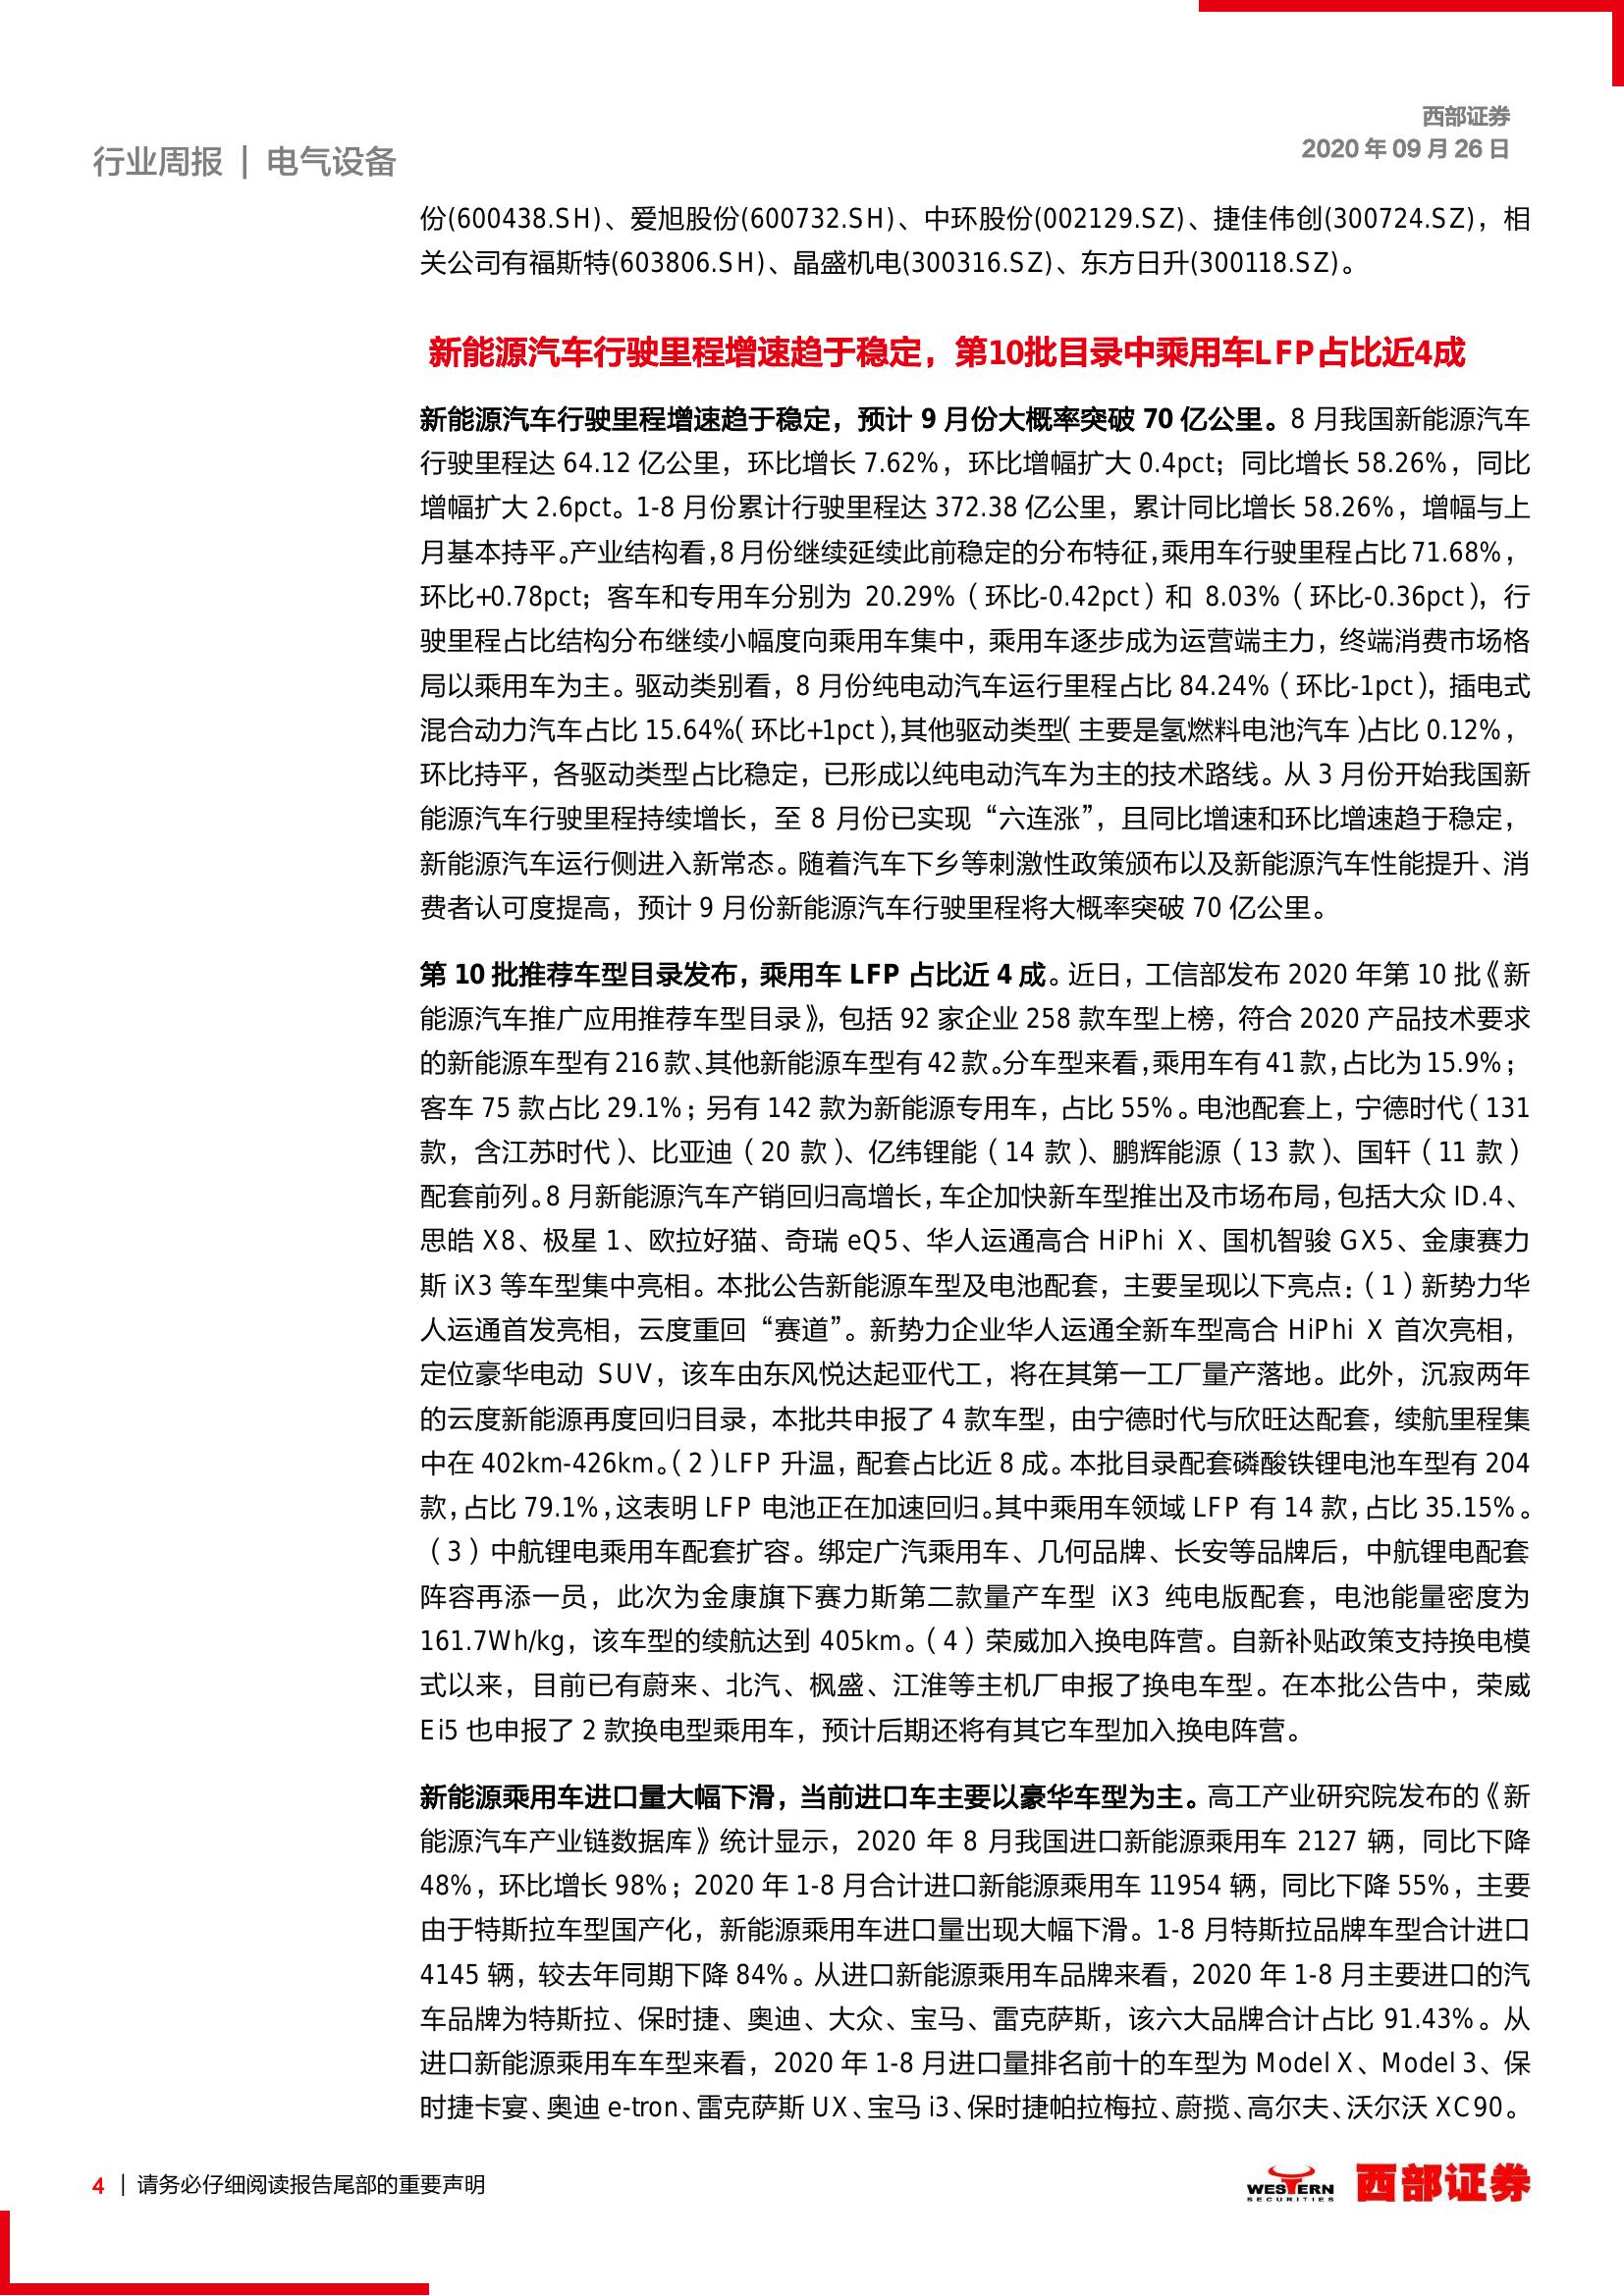 西部证券
2020 年 09 月 26 日
行业周报 | 电气设备
份(600438.SH)、爱旭股份(600732.SH)、中环股份(002129.SZ)、捷佳伟创(300724.SZ)，相
关公司有福斯特(603806.SH)、晶盛机电(300316.SZ)、东方日升(300118.SZ)。
新能源汽车行驶里程增速趋于稳定，第10批目录中乘用车LFP占比近4成
新能源汽车行驶里程增速趋于稳定，预计 9 月份大概率突破 70 亿公里。8 月我国新能源汽车
行驶里程达 64.12 亿公里，环比增长 7.62%，环比增幅扩大 0.4pct；同比增长 58.26%，同比
增幅扩大 2.6pct。1-8 月份累计行驶里程达 372.38 亿公里，累计同比增长 58.26%，增幅与上
月基本持平。产业结构看，8 月份继续延续此前稳定的分布特征，乘用车行驶里程占比 71.68%，
环比+0.78pct；客车和专用车分别为 20.29%（环比-0.42pct）和 8.03%（环比-0.36pct），行
驶里程占比结构分布继续小幅度向乘用车集中，乘用车逐步成为运营端主力，终端消费市场格
局以乘用车为主。驱动类别看，8 月份纯电动汽车运行里程占比 84.24%（环比-1pct），插电式
混合动力汽车占比 15.64%（环比+1pct），其他驱动类型（主要是氢燃料电池汽车）占比 0.12%，
环比持平，各驱动类型占比稳定，已形成以纯电动汽车为主的技术路线。从 3 月份开始我国新
能源汽车行驶里程持续增长，至 8 月份已实现“六连涨”，且同比增速和环比增速趋于稳定，
新能源汽车运行侧进入新常态。随着汽车下乡等刺激性政策颁布以及新能源汽车性能提升、消
费者认可度提高，预计 9 月份新能源汽车行驶里程将大概率突破 70 亿公里。
第 10 批推荐车型目录发布，乘用车 LFP 占比近 4 成。近日，工信部发布 2020 年第 10 批《新
能源汽车推广应用推荐车型目录》，包括 92 家企业 258 款车型上榜，符合 2020 产品技术要求
的新能源车型有 216 款、其他新能源车型有 42 款。分车型来看，乘用车有 41 款，占比为 15.9%；
客车 75 款占比 29.1%；另有 142 款为新能源专用车，占比 55%。电池配套上，宁德时代（131
款，含江苏时代）、比亚迪（20 款）、亿纬锂能（14 款）、鹏辉能源（13 款）、国轩（11 款）
配套前列。8 月新能源汽车产销回归高增长，车企加快新车型推出及市场布局，包括大众 ID.4、
思皓 X8、极星 1、欧拉好猫、奇瑞 eQ5、华人运通高合 HiPhi X、国机智骏 GX5、金康赛力
斯 iX3 等车型集中亮相。本批公告新能源车型及电池配套，主要呈现以下亮点：（1）新势力华
人运通首发亮相，云度重回“赛道”。新势力企业华人运通全新车型高合 HiPhi X 首次亮相，
定位豪华电动 SUV，该车由东风悦达起亚代工，将在其第一工厂量产落地。此外，沉寂两年
的云度新能源再度回归目录，本批共申报了 4 款车型，由宁德时代与欣旺达配套，续航里程集
中在 402km-426km。（2）LFP 升温，配套占比近 8 成。本批目录配套磷酸铁锂电池车型有 204
款，占比 79.1%，这表明 LFP 电池正在加速回归。其中乘用车领域 LFP 有 14 款，占比 35.15%。
（3）中航锂电乘用车配套扩容。绑定广汽乘用车、几何品牌、长安等品牌后，中航锂电配套
阵容再添一员，此次为金康旗下赛力斯第二款量产车型 iX3 纯电版配套，电池能量密度为
161.7Wh/kg，该车型的续航达到 405km。（4）荣威加入换电阵营。自新补贴政策支持换电模
式以来，目前已有蔚来、北汽、枫盛、江淮等主机厂申报了换电车型。在本批公告中，荣威
Ei5 也申报了 2 款换电型乘用车，预计后期还将有其它车型加入换电阵营。
新能源乘用车进口量大幅下滑，当前进口车主要以豪华车型为主。高工产业研究院发布的《新
能源汽车产业链数据库》统计显示，2020 年 8 月我国进口新能源乘用车 2127 辆，同比下降
48%，环比增长 98%；2020 年 1-8 月合计进口新能源乘用车 11954 辆，同比下降 55%，主要
由于特斯拉车型国产化，新能源乘用车进口量出现大幅下滑。1-8 月特斯拉品牌车型合计进口
4145 辆，较去年同期下降 84%。从进口新能源乘用车品牌来看，2020 年 1-8 月主要进口的汽
车品牌为特斯拉、保时捷、奥迪、大众、宝马、雷克萨斯，该六大品牌合计占比 91.43%。从
进口新能源乘用车车型来看，2020 年 1-8 月进口量排名前十的车型为 Model X、Model 3、保
时捷卡宴、奥迪 e-tron、雷克萨斯 UX、宝马 i3、保时捷帕拉梅拉、蔚揽、高尔夫、沃尔沃 XC90。
4 | 请务必仔细阅读报告尾部的重要声明
WESTERN
SECURITIES
西部证券